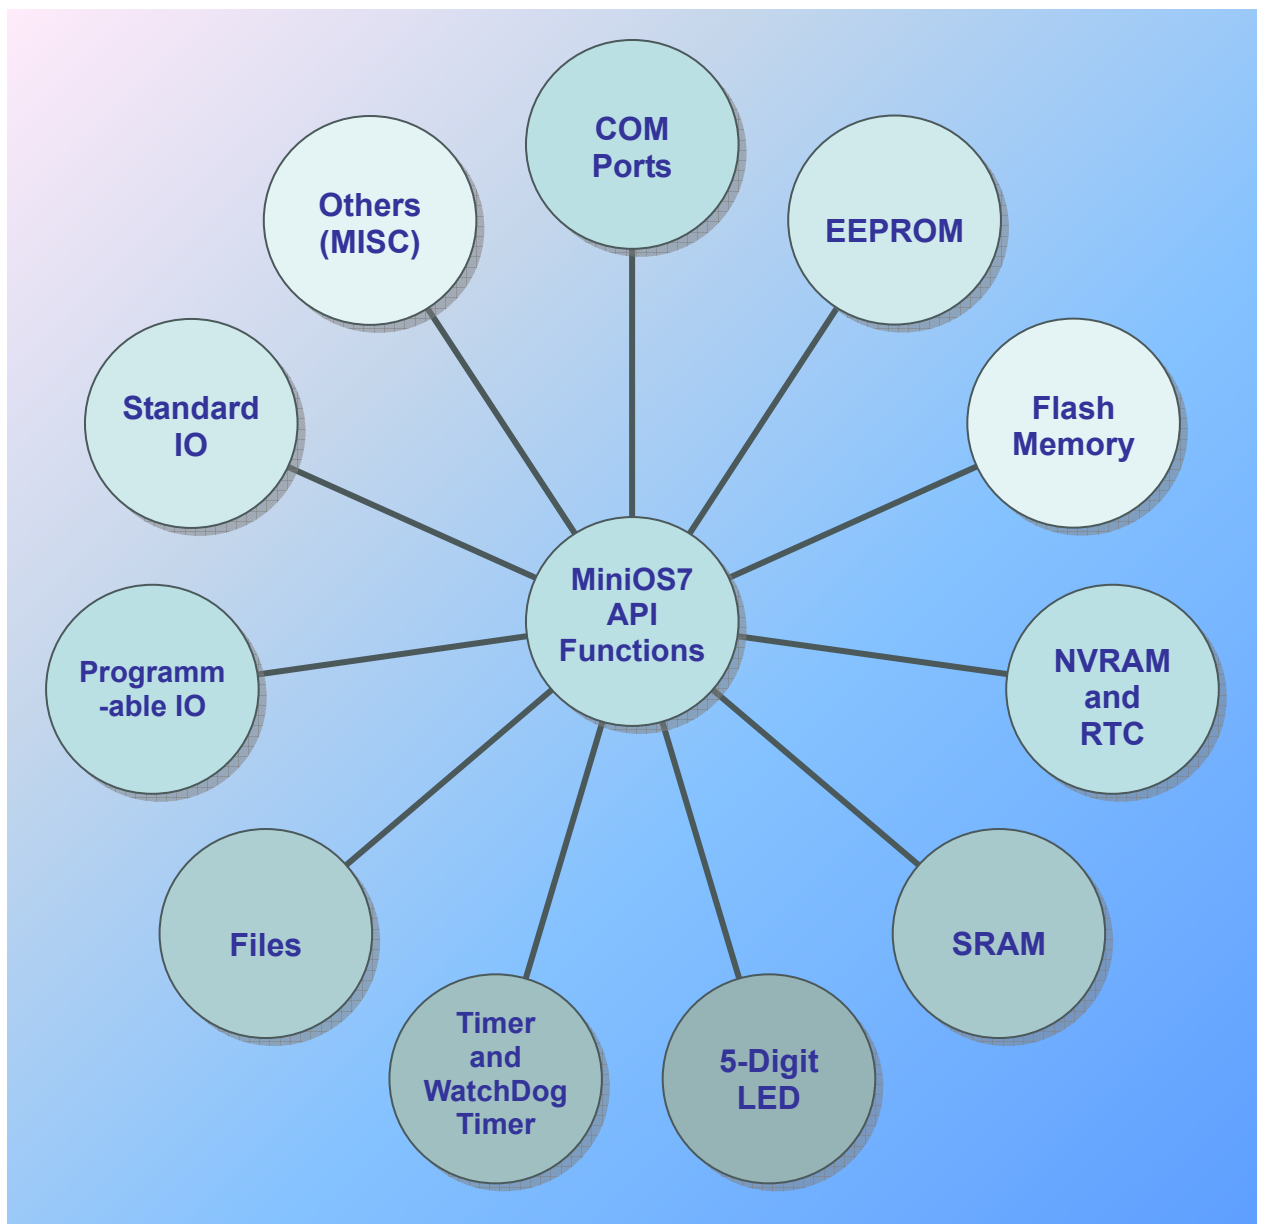 COM
Ports
Others
(MISC)
EEPROM
Standard
IO
Flash
Memory
MiniOS7
API
Functions
Programm
-able IO
NVRAM
and
RTC
Files
SRAM
Timer
and
WatchDog
Timer
5-Digit
LED